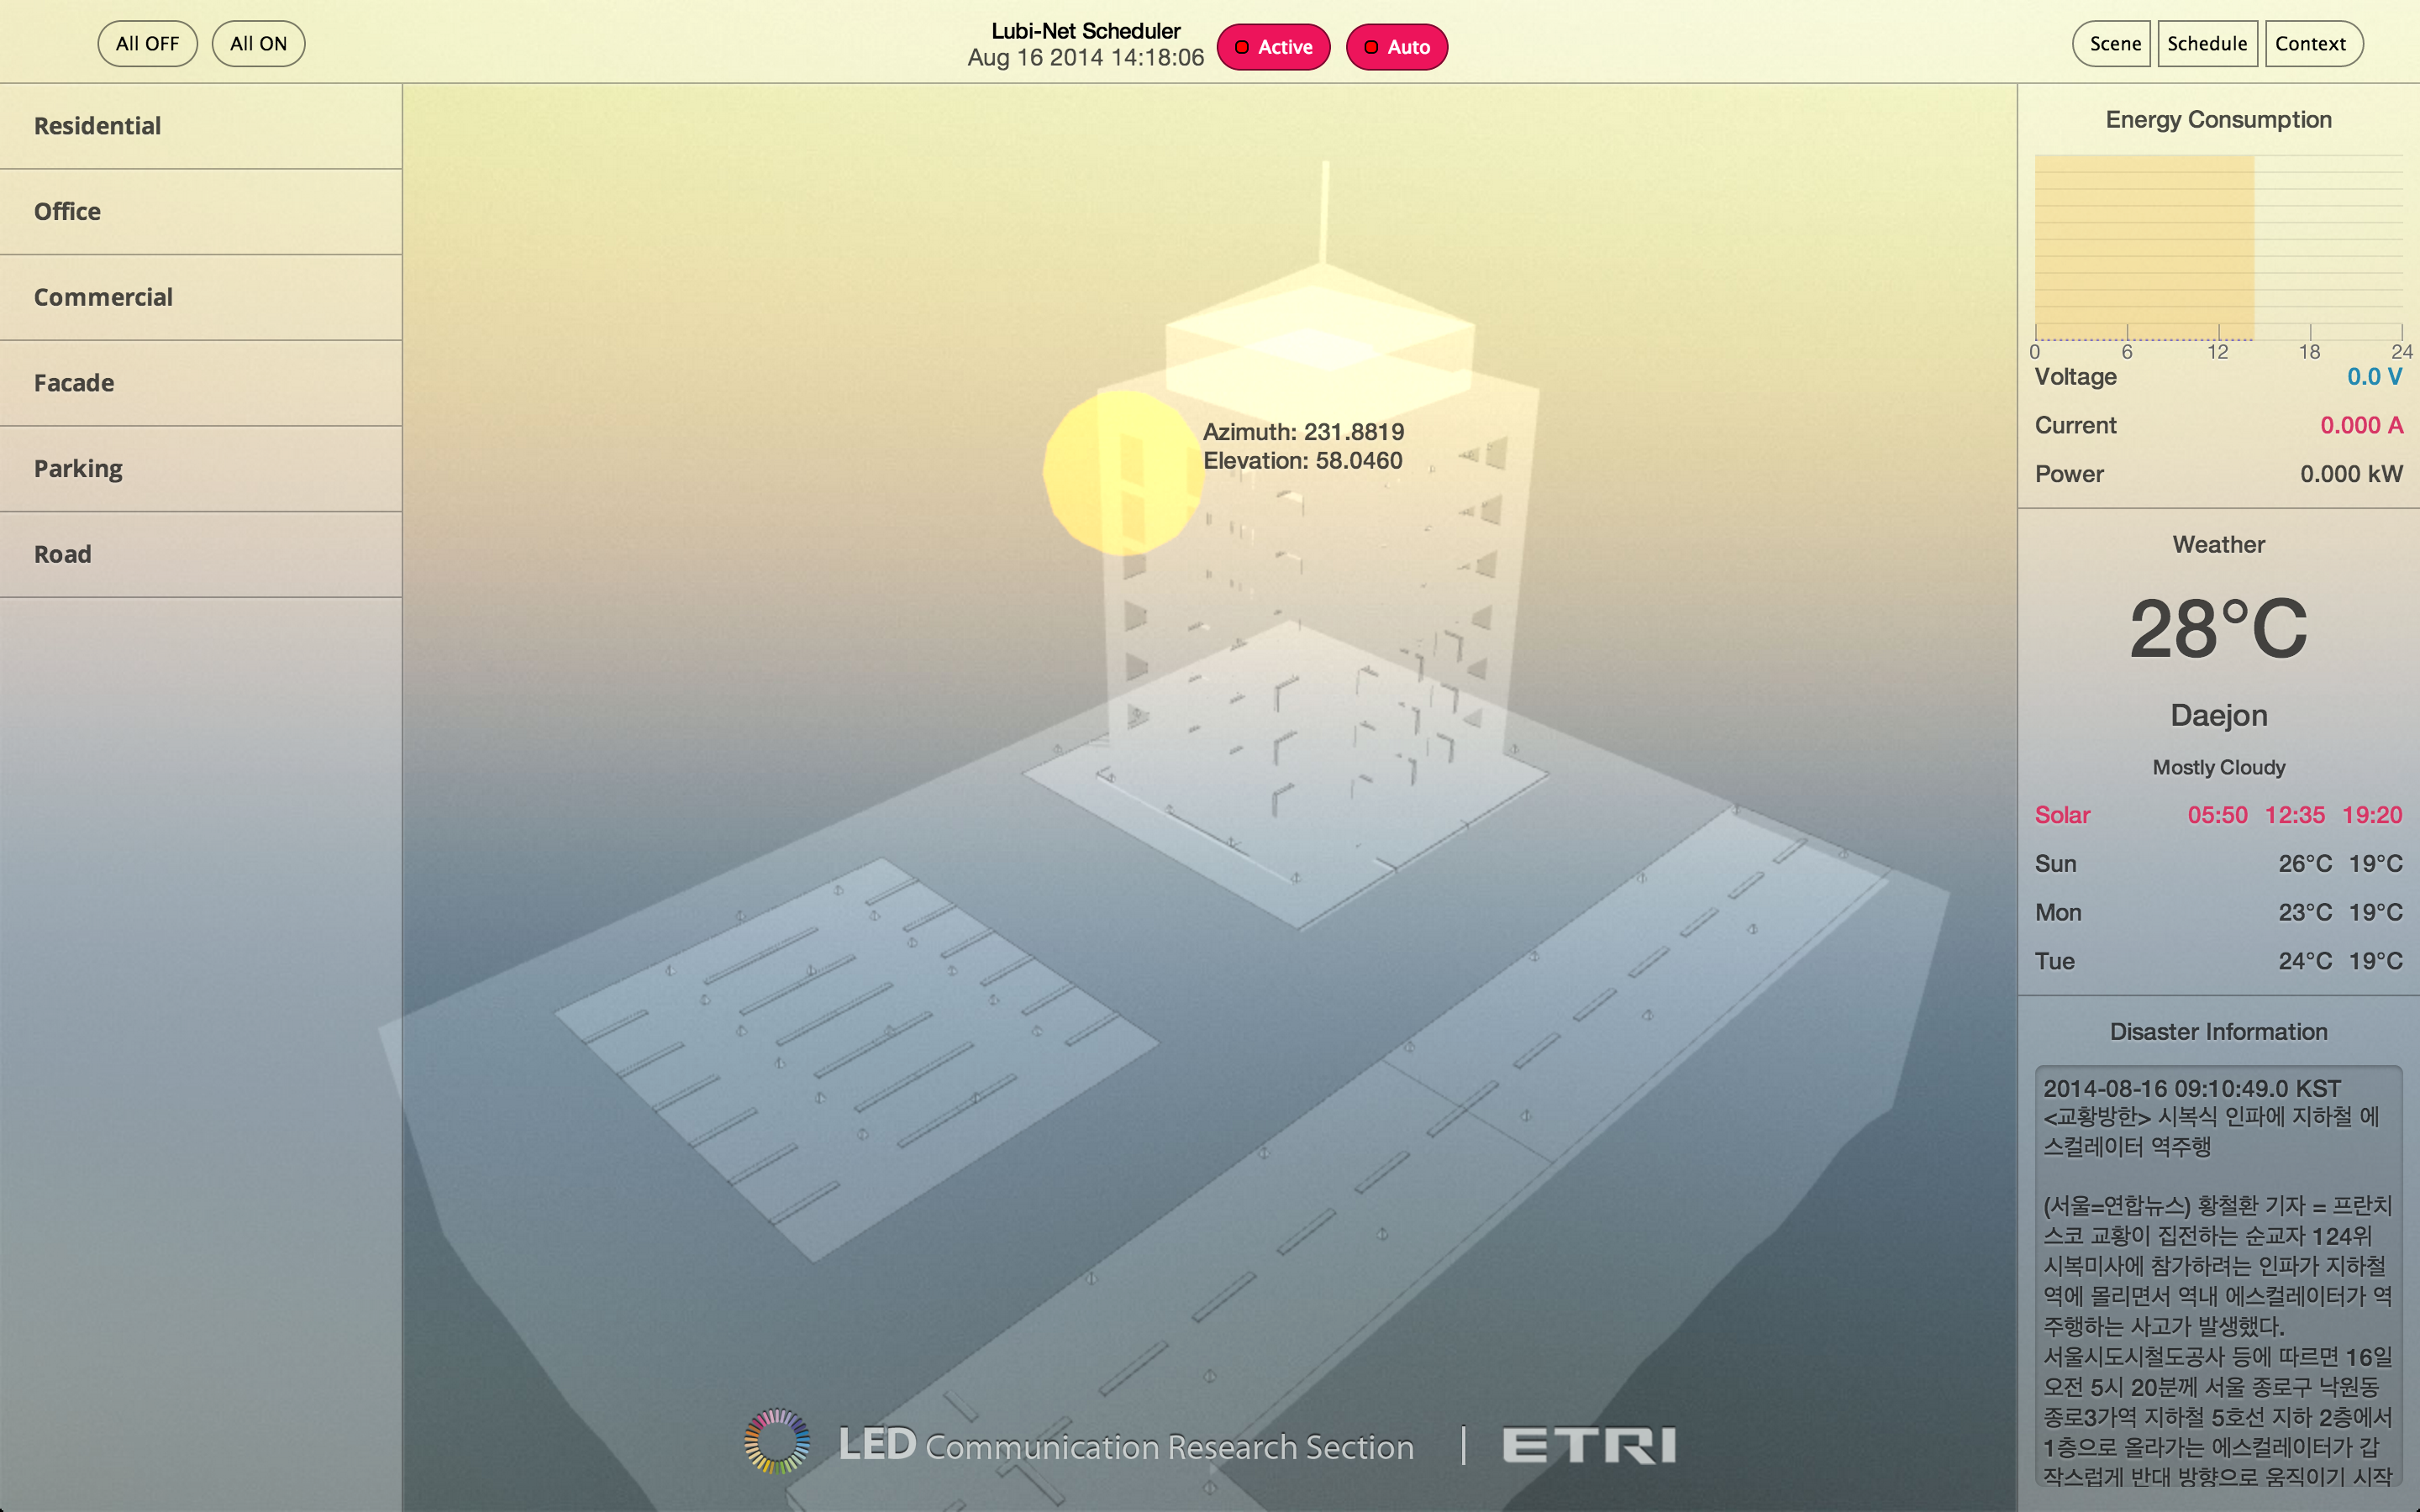 All OFF
All ON
Lubi-Net Scheduler
Aug 16 2014 14:18:06
Active
Auto
Scene
Schedule
Context
Residential
Office
Commercial
Facade
Parking
Road
Azimuth: 231.8819
Elevation: 58.0460
Energy Consumption
0 6 12 18 24
Voltage 0.0 V
Current 0.000 A
Power 0.000 kW
Weather
28°C
Daejon
Mostly Cloudy
Solar 05:50 12:35 19:20
Sun 26°C 19°C
Mon 23°C 19°C
Tue 24°C 19°C
Disaster Information
2014-08-16 09:10:49.0 KST
<교황방한> 시복식 인파에 지하철 에
스컬레이터 역주행
(서울=연합뉴스) 황철환 기자 = 프란치
스코 교황이 집전하는 순교자 124위
시복미사에 참가하려는 인파가 지하철
역에 몰리면서 역내 에스컬레이터가 역
주행하는 사고가 발생했다.
서울시도시철도공사 등에 따르면 16일
오전 5시 20분께 서울 종로구 낙원동
종로3가역 지하철 5호선 지하 2층에서
1층으로 올라가는 에스컬레이터가 갑
작스럽게 반대 방향으로 움직이기 시작
LED Communication Research Section | ETRI